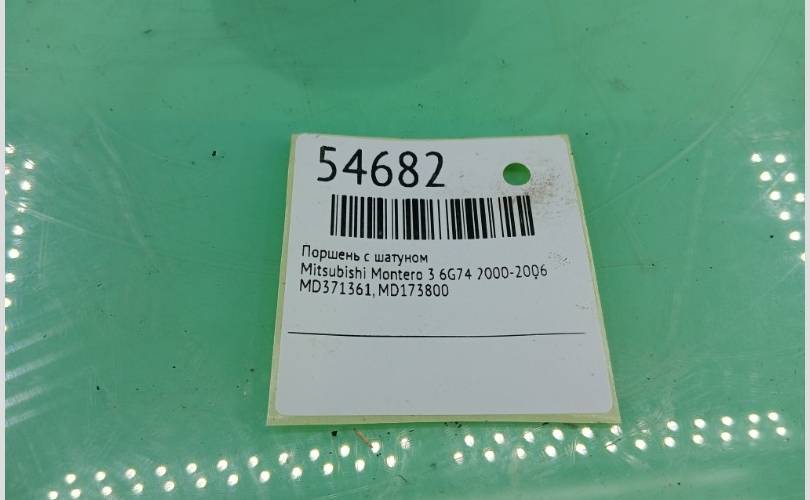 54682
Поршень с шатуном
Mitsubishi Montero 3 6G74 2000-2006
MD371361, MD173800